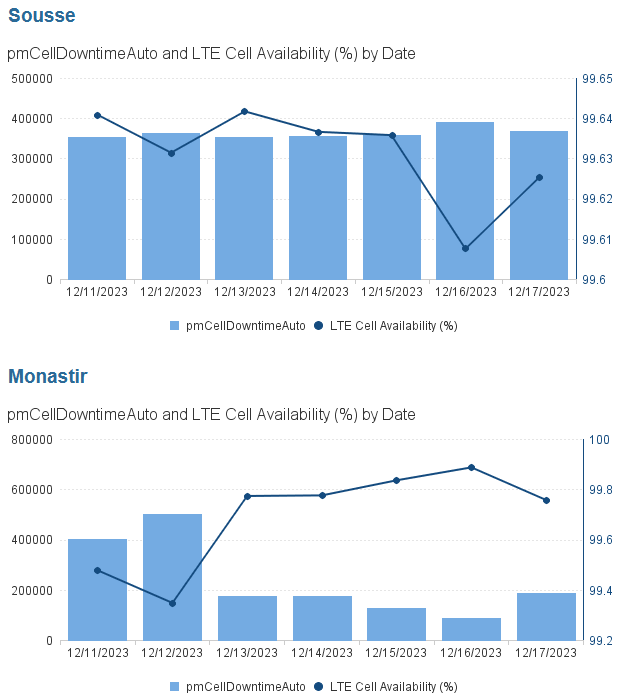 Sousse
pmCellDowntimeAuto and LTE Cell Availability (%) by Date
500000 99.65
400000 99.64
300000 99.63
200000 99.62
100000 99.61
0 99.6
12/11/2023 12/12/2023 12/13/2023 12/14/2023 12/15/2023 12/16/2023 12/17/2023
pmCellDowntimeAuto LTE Cell Availability (%)
Monastir
pmCellDowntimeAuto and LTE Cell Availability (%) by Date
800000 100
600000 99.8
400000 99.6
200000 99.4
0 99.2
12/11/2023 12/12/2023 12/13/2023 12/14/2023 12/15/2023 12/16/2023 12/17/2023
pmCellDowntimeAuto LTE Cell Availability (%)